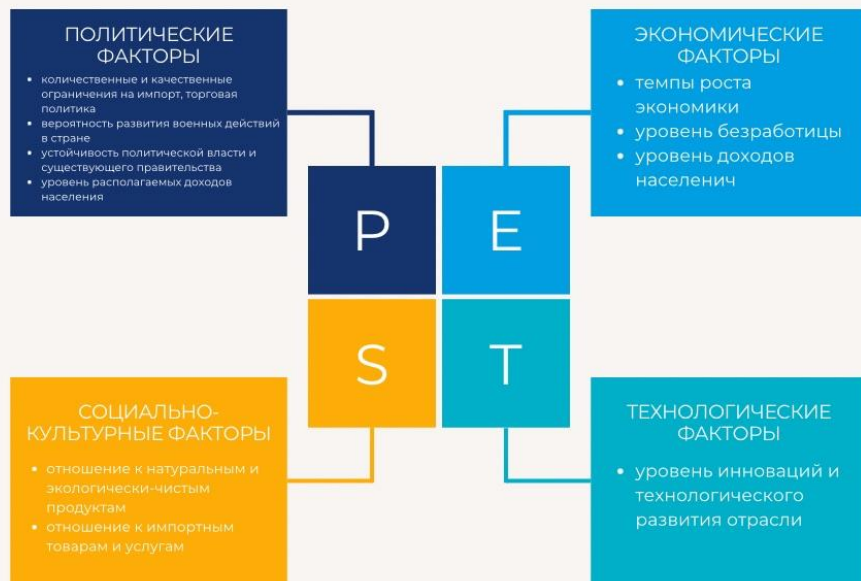 ПОЛИТИЧЕСКИЕ
ФАКТОРЫ
• количественные и качественные
ограничения на импорт, торговая
политика
• вероятность развития военных действий
в стране
• устойчивость политической власти и
существующего правительства
• уровень располагаемых доходов
населения
ЭКОНОМИЧЕСКИЕ
ФАКТОРЫ
• темпы роста
экономики
• уровень безработицы
• уровень доходов
населенич
P
E
S
T
СОЦИАЛЬНО-
КУЛЬТУРНЫЕ ФАКТОРЫ
• отношение к натуральным и
экологически-чистым
продуктам
• отношение к импортным
товарам и услугам
ТЕХНОЛОГИЧЕСКИЕ
ФАКТОРЫ
• уровень инноваций и
технологического
развития отрасли